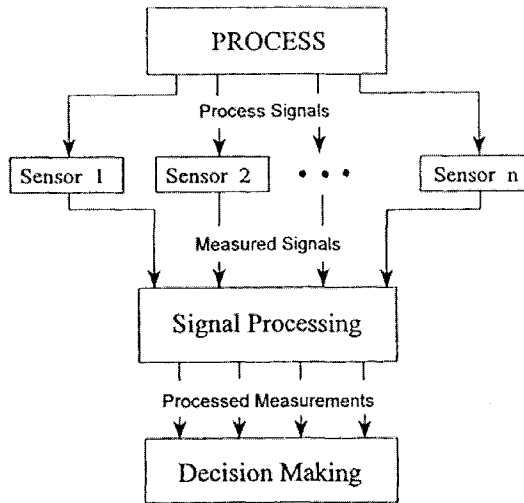 PROCESS
Process Signals
Sensor 1
Sensor 2
• • •
Sensor n
Measured Signals
Signal Processing
Processed Measurements
Decision Making